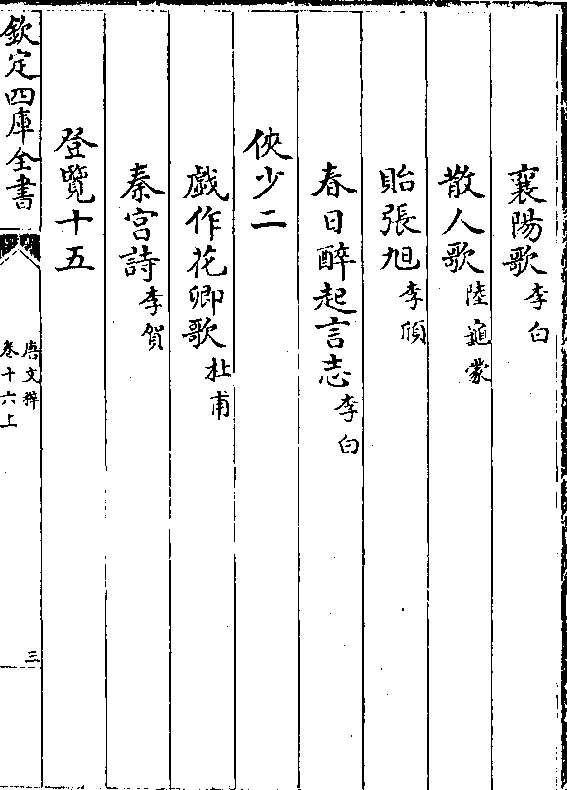 襄陽歌李白
散人歌陸龜蒙
貽張旭李頎
春日醉起言志李白
俠少二
戲作花卿歌杜甫
秦宮詩李賀
登覽十五
欽定四庫全書
唐文粹
卷十六上
三